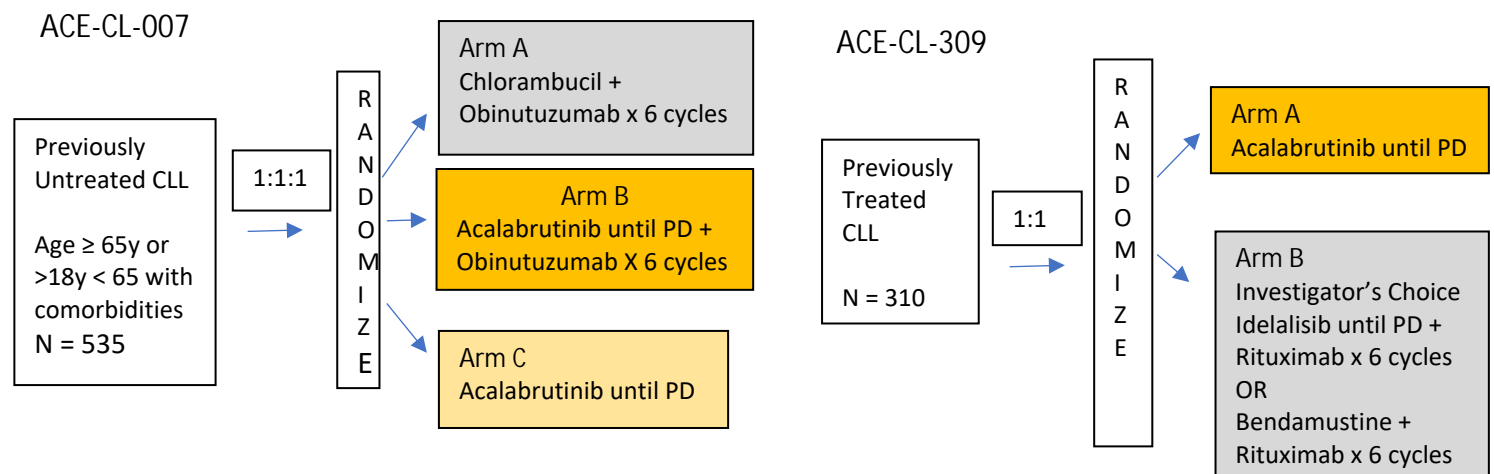 ACE-CL-007
Previously
Untreated CLL
Age ≥ 65y or
>18y < 65 with
comorbidities
N = 535
1:1:1
R
A
N
D
O
M
I
Z
E
Arm A
Chlorambucil +
Obinutuzumab x 6 cycles
Arm B
Acalabrutinib until PD +
Obinutuzumab X 6 cycles
Arm C
Acalabrutinib until PD
ACE-CL-309
Previously
Treated
CLL
N = 310
1:1
R
A
N
D
O
M
I
Z
E
Arm A
Acalabrutinib until PD
Arm B
Investigator’s Choice
Idelalisib until PD +
Rituximab x 6 cycles
OR
Bendamustine +
Rituximab x 6 cycles